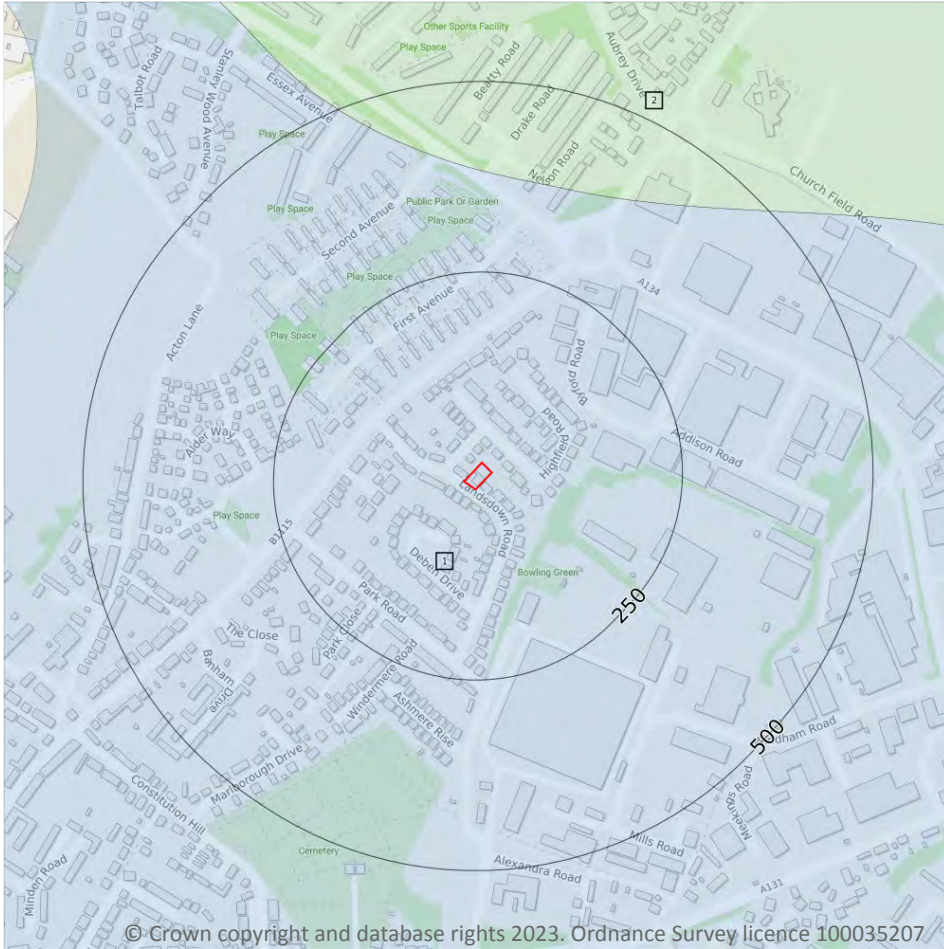 Other Sports Facility
Play Space
Beatty Road
Aubrey Drive
2
Talbot Road
Stanley Wood Avenue
Essex Avenue
Drake Road
Play Space
Church Field Road
Public Park Or Garden
Play Space
Play Space
Second Avenue
Play Space
A134
First Avenue
Play Space
Acton Lane
Byford Road
Alder Way
Highfield Road
Addison Road
Play Space
B1115
Road
1
Deben Drive
Bowling Green
Park Road
250
The Close
Park Close
Banham Drive
Windermere Road
Ashmere Rise
500
Marlborough Drive
Constitution Hill
Meekings Road
Mills Road
Cemetery
Alexandra Road
A131
Minden Road
© Crown copyright and database rights 2023. Ordnance Survey licence 100035207